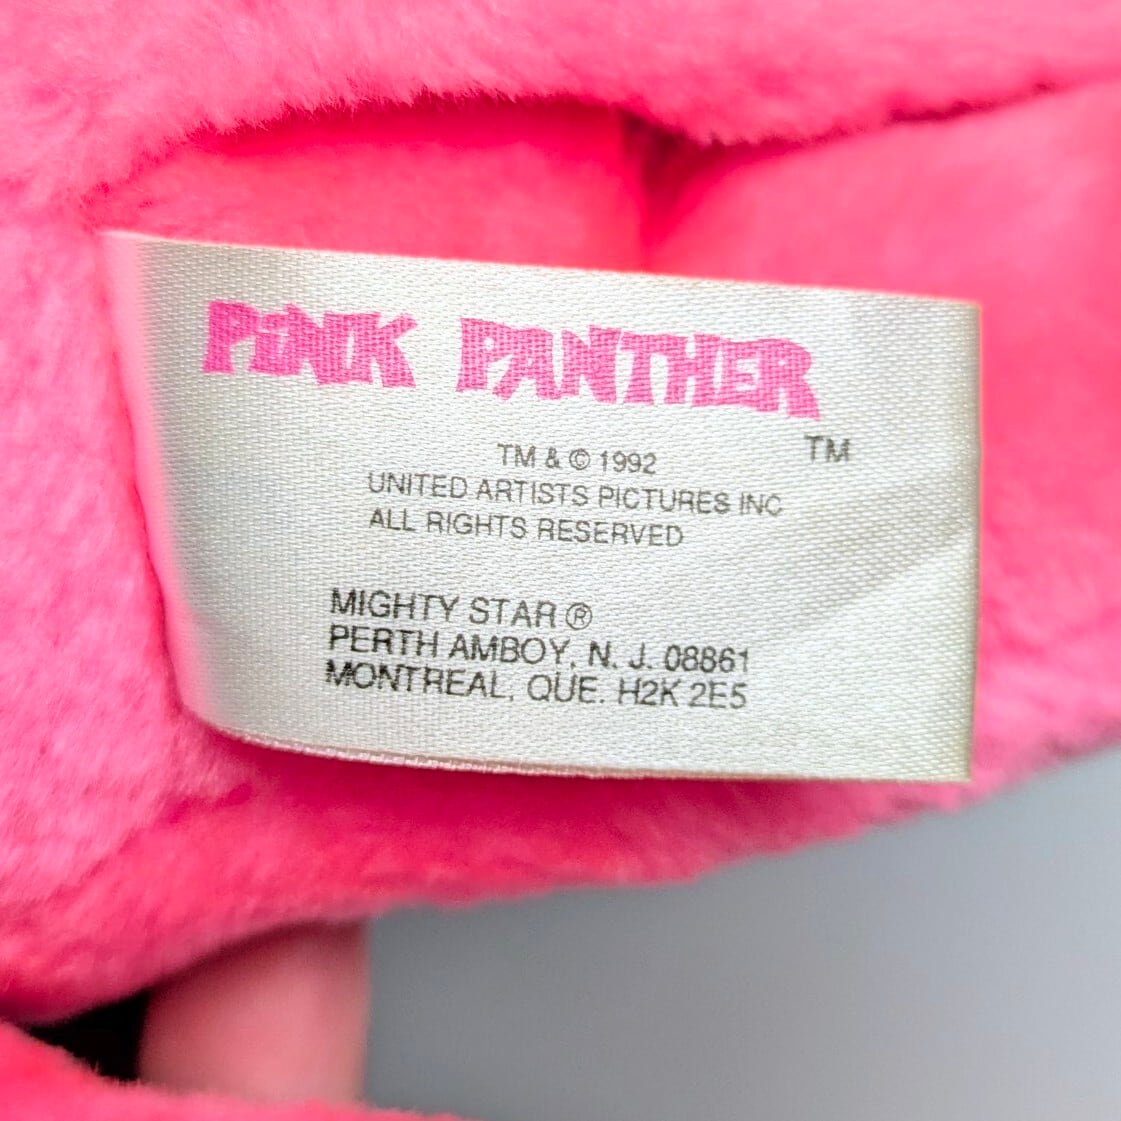 PiNK PANTHER
TM
TM & © 1992
UNITED ARTISTS PICTURES INC
ALL RIGHTS RESERVED
MIGHTY STAR ®
PERTH AMBOY, N. J. 08861
MONTREAL, QUE. H2K 2E5